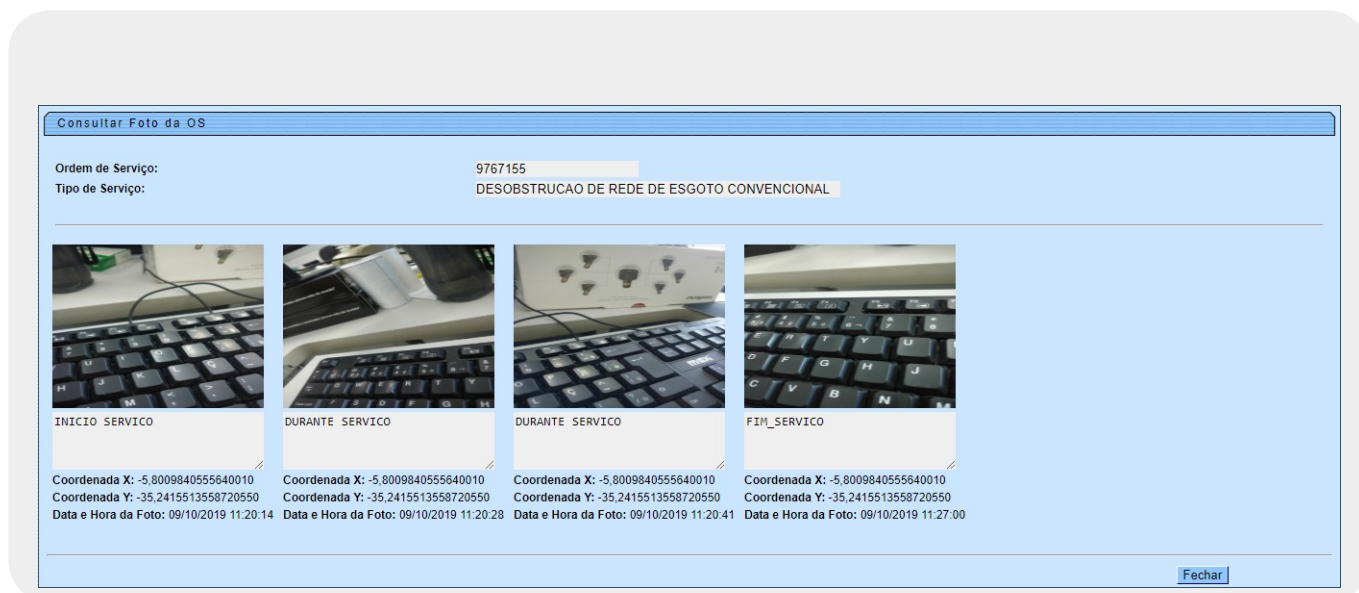 Consultar Foto da OS
Ordem de Serviço: 9767155
Tipo de Serviço: DESOBSTRUCAO DE REDE DE ESGOTO CONVENCIONAL
INICIO SERVICO
Coordenada X: -5,8009840555640010
Coordenada Y: -35,2415513558720550
Data e Hora da Foto: 09/10/2019 11:20:14
DURANTE SERVICO
Coordenada X: -5,8009840555640010
Coordenada Y: -35,2415513558720550
Data e Hora da Foto: 09/10/2019 11:20:28
DURANTE SERVICO
Coordenada X: -5,8009840555640010
Coordenada Y: -35,2415513558720550
Data e Hora da Foto: 09/10/2019 11:20:41
FIM_SERVICO
Coordenada X: -5,8009840555640010
Coordenada Y: -35,2415513558720550
Data e Hora da Foto: 09/10/2019 11:27:00
Fechar